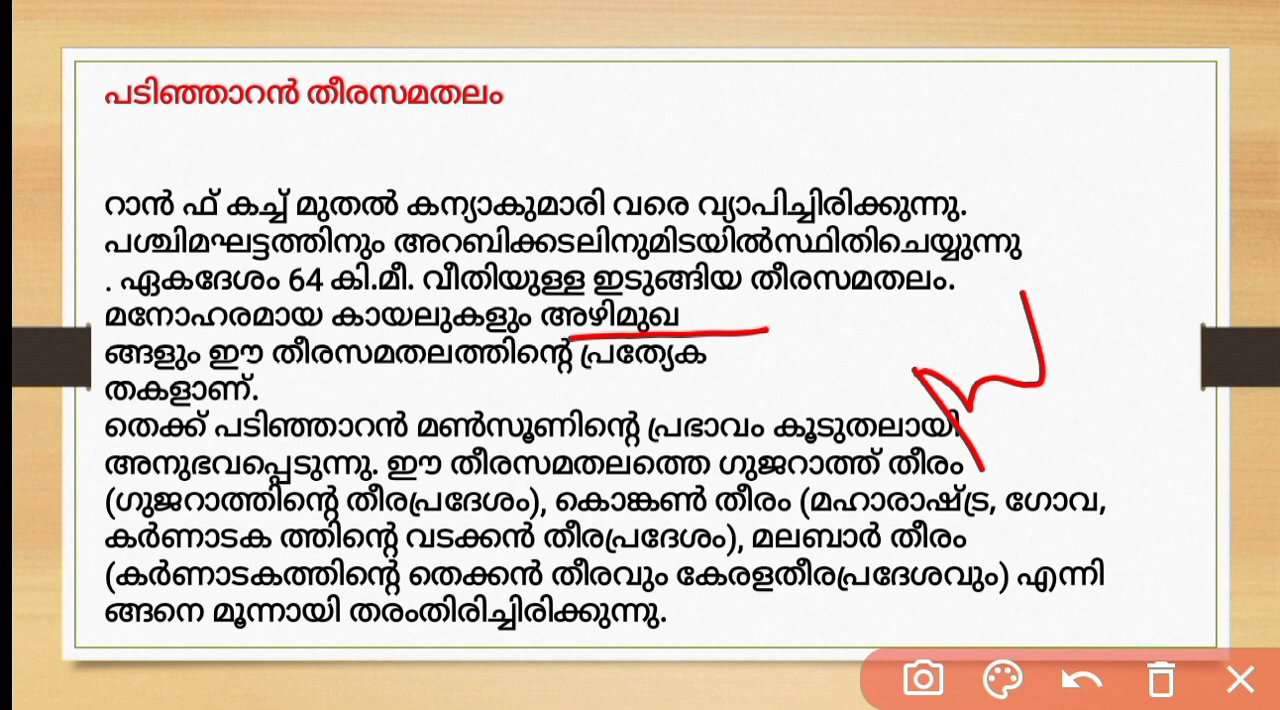 പടിഞ്ഞാറൻ തീരസമതലം
റാൻ ഫ് കച്ച് മുതൽ കന്യാകുമാരി വരെ വ്യാപിച്ചിരിക്കുന്നു.
പശ്ചിമഘട്ടത്തിനും അറബിക്കടലിനുമിടയിൽസ്ഥിതിചെയ്യുന്നു
. ഏകദേശം 64 കി.മീ. വീതിയുള്ള ഇടുങ്ങിയ തീരസമതലം.
മനോഹരമായ കായലുകളും അഴിമുഖ
ങ്ങളും ഈ തീരസമതലത്തിന്റെ പ്രത്യേക
തകളാണ്.
തെക്ക് പടിഞ്ഞാറൻ മൺസൂണിന്റെ പ്രഭാവം കൂടുതലായി
അനുഭവപ്പെടുന്നു. ഈ തീരസമതലത്തെ ഗുജറാത്ത് തീരം
(ഗുജറാത്തിന്റെ തീരപ്രദേശം), കൊങ്കൺ തീരം (മഹാരാഷ്ട്ര, ഗോവ,
കർണാടക ത്തിന്റെ വടക്കൻ തീരപ്രദേശം), മലബാർ തീരം
(കർണാടകത്തിന്റെ തെക്കൻ തീരവും കേരളതീരപ്രദേശവും) എന്നി
ങ്ങനെ മൂന്നായി തരംതിരിച്ചിരിക്കുന്നു.